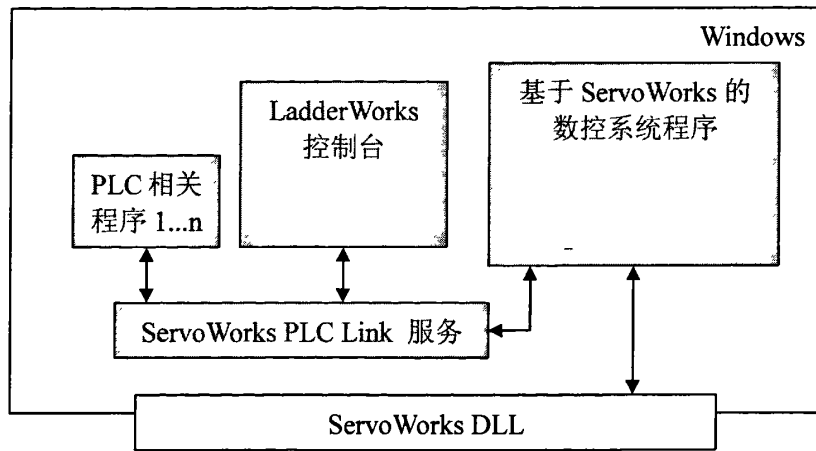 Windows
LadderWorks
控制台
基于 ServoWorks 的
数控系统程序
PLC 相关
程序 1...n
ServoWorks PLC Link 服务
ServoWorks DLL